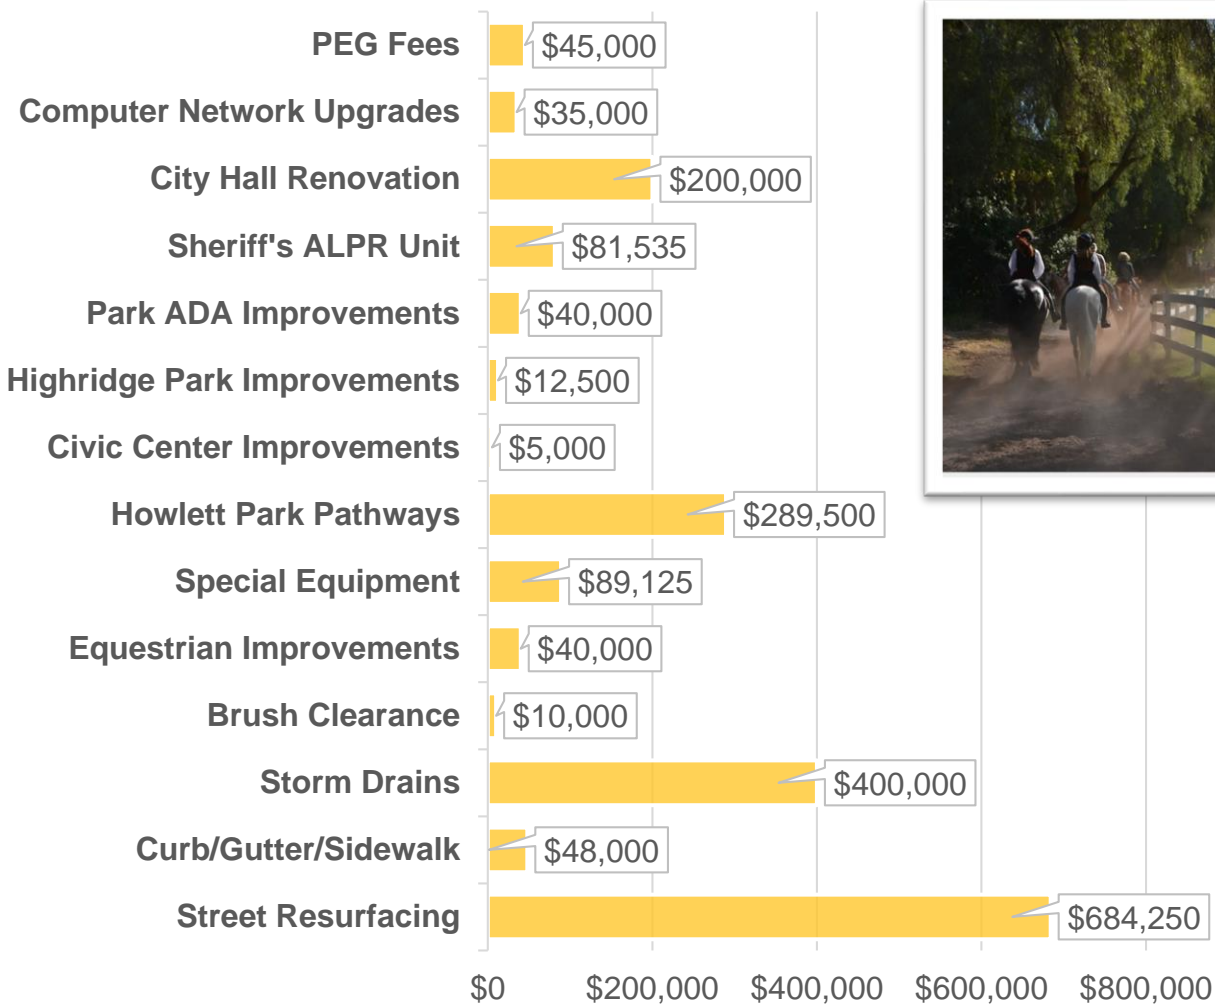 PEG Fees $45,000
Computer Network Upgrades $35,000
City Hall Renovation $200,000
Sheriff's ALPR Unit $81,535
Park ADA Improvements $40,000
Highridge Park Improvements $12,500
Civic Center Improvements $5,000
Howlett Park Pathways $289,500
Special Equipment $89,125
Equestrian Improvements $40,000
Brush Clearance $10,000
Storm Drains $400,000
Curb/Gutter/Sidewalk $48,000
Street Resurfacing $684,250
$0 $200,000 $400,000 $600,000 $800,000